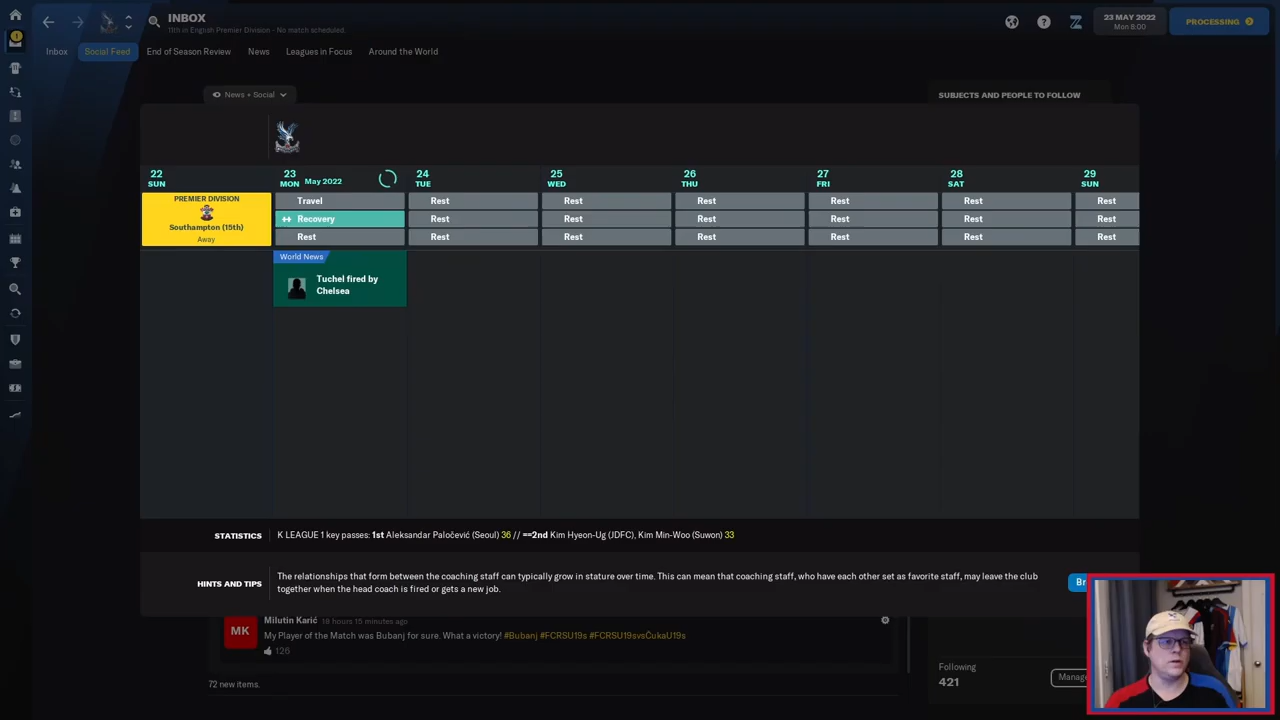 INBOX
11th in English Premier Division - No match scheduled.
23 MAY 2022
Mon 8:00
PROCESSING
Inbox
Social Feed
End of Season Review
News
Leagues in Focus
Around the World
News + Social
SUBJECTS AND PEOPLE TO FOLLOW
22
SUN
23
MON May 2022
24
TUE
25
WED
26
THU
27
FRI
28
SAT
29
SUN
PREMIER DIVISION
Southampton (15th)
Away
Travel
Rest
Rest
Rest
Rest
Rest
Rest
Recovery
Rest
Rest
Rest
Rest
Rest
Rest
Rest
Rest
Rest
Rest
Rest
Rest
Rest
World News
Tuchel fired by
Chelsea
STATISTICS
K LEAGUE 1 key passes: 1st Aleksandar Paločević (Seoul) 36 // ==2nd Kim Hyeon-Ug (JDFC), Kim Min-Woo (Suwon) 33
HINTS AND TIPS
The relationships that form between the coaching staff can typically grow in stature over time. This can mean that coaching staff, who have each other set as favorite staff, may leave the club
together when the head coach is fired or gets a new job.
Br
MK
Milutin Karić 18 hours 15 minutes ago
My Player of the Match was Bubanj for sure. What a victory! #Bubanj #FCRSU19s #FCRSU19svsČukaU19s
126
72 new items.
Following
421
Manage